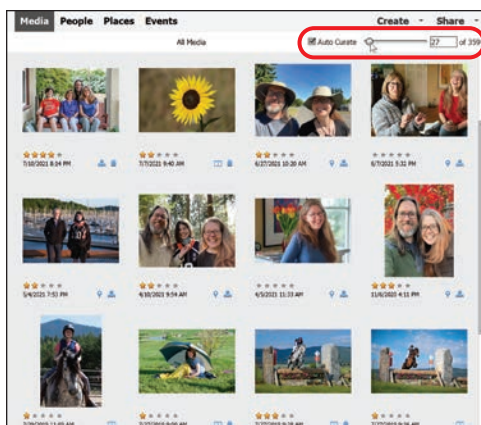 Media People Places Events Create Share
All Media Auto Curate 27 of 359
7/10/2021 8:14 PM 7/7/2021 9:40 AM 6/27/2021 10:20 AM 6/7/2021 5:32 PM
5/4/2021 7:53 PM 4/10/2021 9:54 AM 4/5/2021 11:33 AM 11/6/2020 4:11 PM